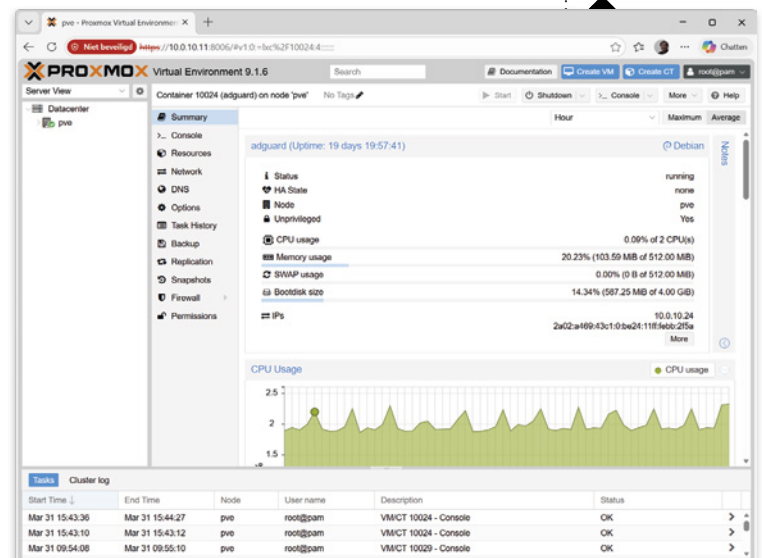 pve - Proxmox Virtual Environmen
Niet beveiligd https://10.0.10.11:8006/#v1:0:=lxc%2F10024:4::::::
Chatten
PROXMOX Virtual Environment 9.1.6 Search Documentation Create VM Create CT root@pam
Server View Container 10024 (adguard) on node 'pve' No Tags Start Shutdown Console More Help
Datacenter
pve
Summary
Console
Resources
Network
DNS
Options
Task History
Backup
Replication
Snapshots
Firewall
Permissions
Hour Maximum Average
adguard (Uptime: 19 days 19:57:41) Debian
Notes
Status running
HA State none
Node pve
Unprivileged Yes
CPU usage 0.09% of 2 CPU(s)
Memory usage 20.23% (103.59 MiB of 512.00 MiB)
SWAP usage 0.00% (0 B of 512.00 MiB)
Bootdisk size 14.34% (587.25 MiB of 4.00 GiB)
IPs 10.0.10.24
2a02:a469:43c1:0:be24:11ff:febb:2f5a
More
CPU Usage CPU usage
2.5
2
1.5
Tasks Cluster log
Start Time End Time Node User name Description Status
Mar 31 15:43:36 Mar 31 15:44:27 pve root@pam VM/CT 10024 - Console OK
Mar 31 15:43:10 Mar 31 15:43:12 pve root@pam VM/CT 10024 - Console OK
Mar 31 09:54:08 Mar 31 09:55:10 pve root@pam VM/CT 10029 - Console OK